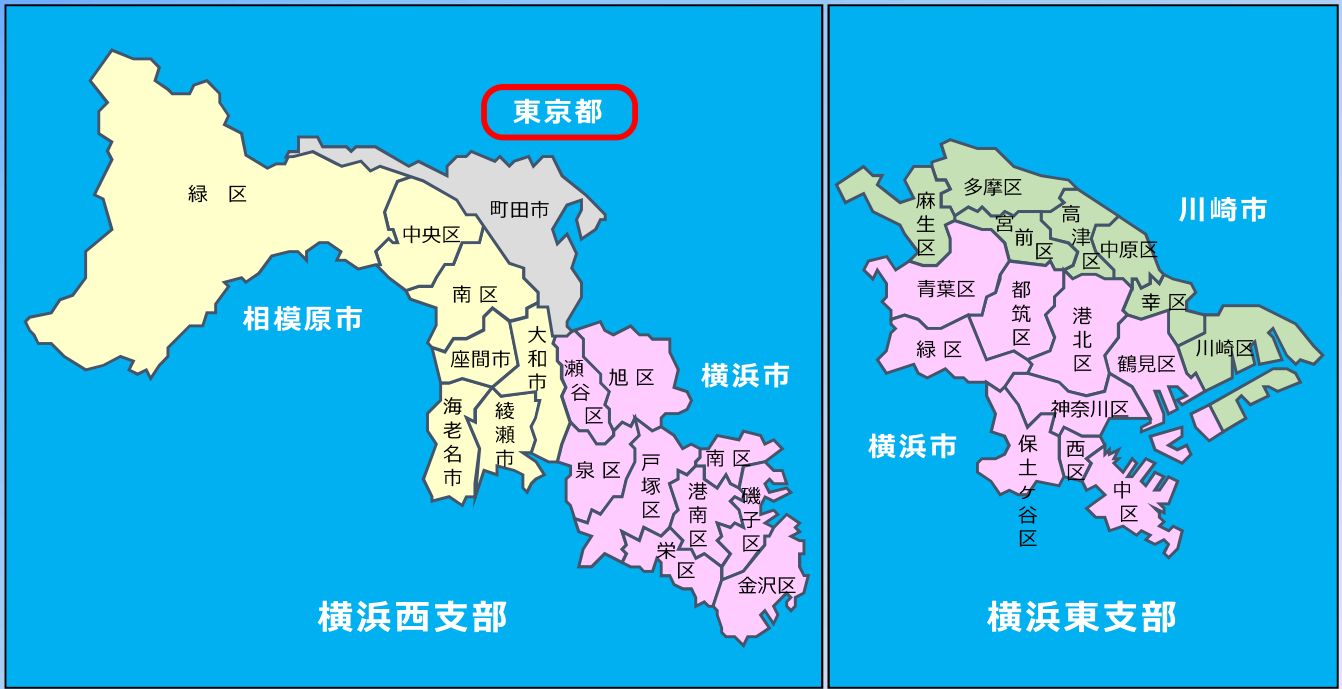 東京都
緑 区
町田市
中央区
南 区
相模原市
大和市
座間市
海老名市
綾瀬市
瀬谷区
旭 区
横浜市
泉 区
戸塚区
南 区
港南区
磯子区
栄区
金沢区
横浜西支部
多摩区
麻生区
宮前区
高津区
中原区
川崎市
青葉区
都筑区
港北区
幸 区
緑 区
鶴見区
川崎区
神奈川区
横浜市
保土ヶ谷区
西区
中区
横浜東支部